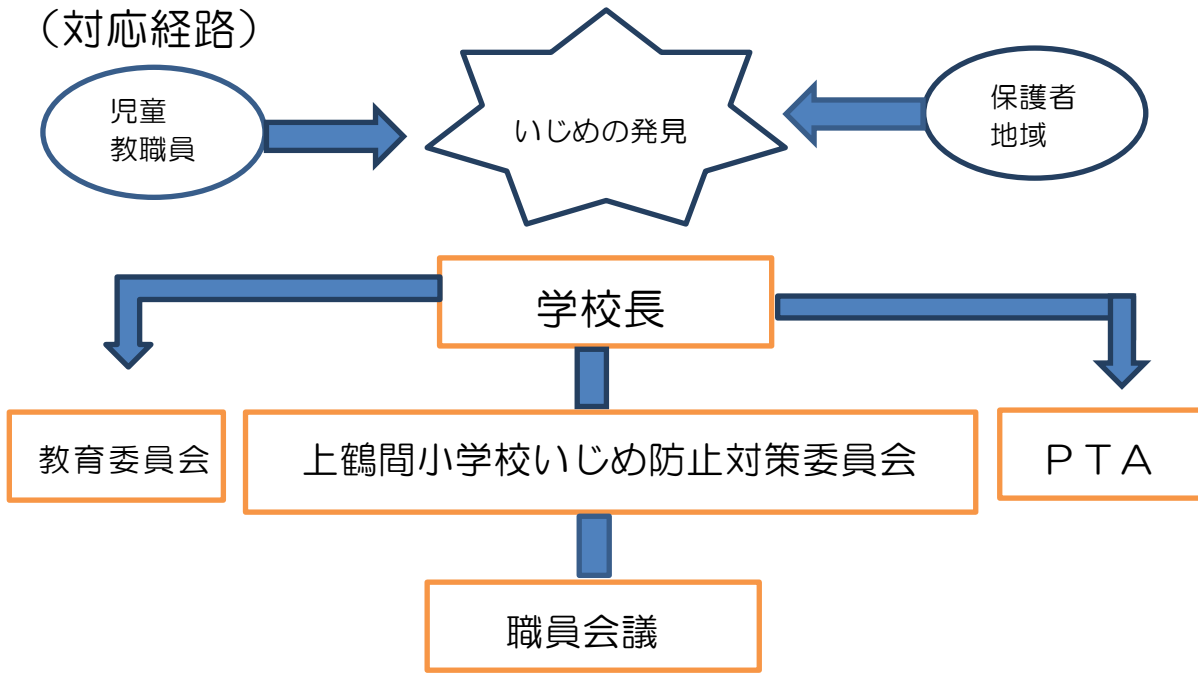 (対応経路)
児童
教職員
いじめの発見
保護者
地域
学校長
教育委員会
上鶴間小学校いじめ防止対策委員会
PTA
職員会議